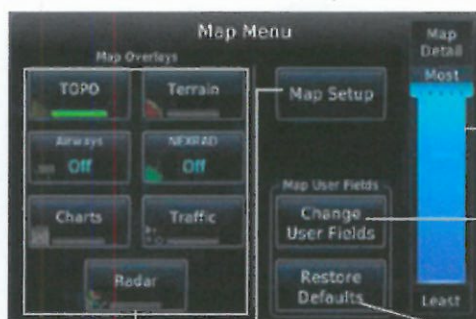 Map Menu
Map Overlays
TOPO
Terrain
Airways
Off
NEXRAD
Off
Charts
Traffic
Radar
Map Setup
Map User Fields
Change
User Fields
Restore
Defaults
Map
Detail
Most
Least